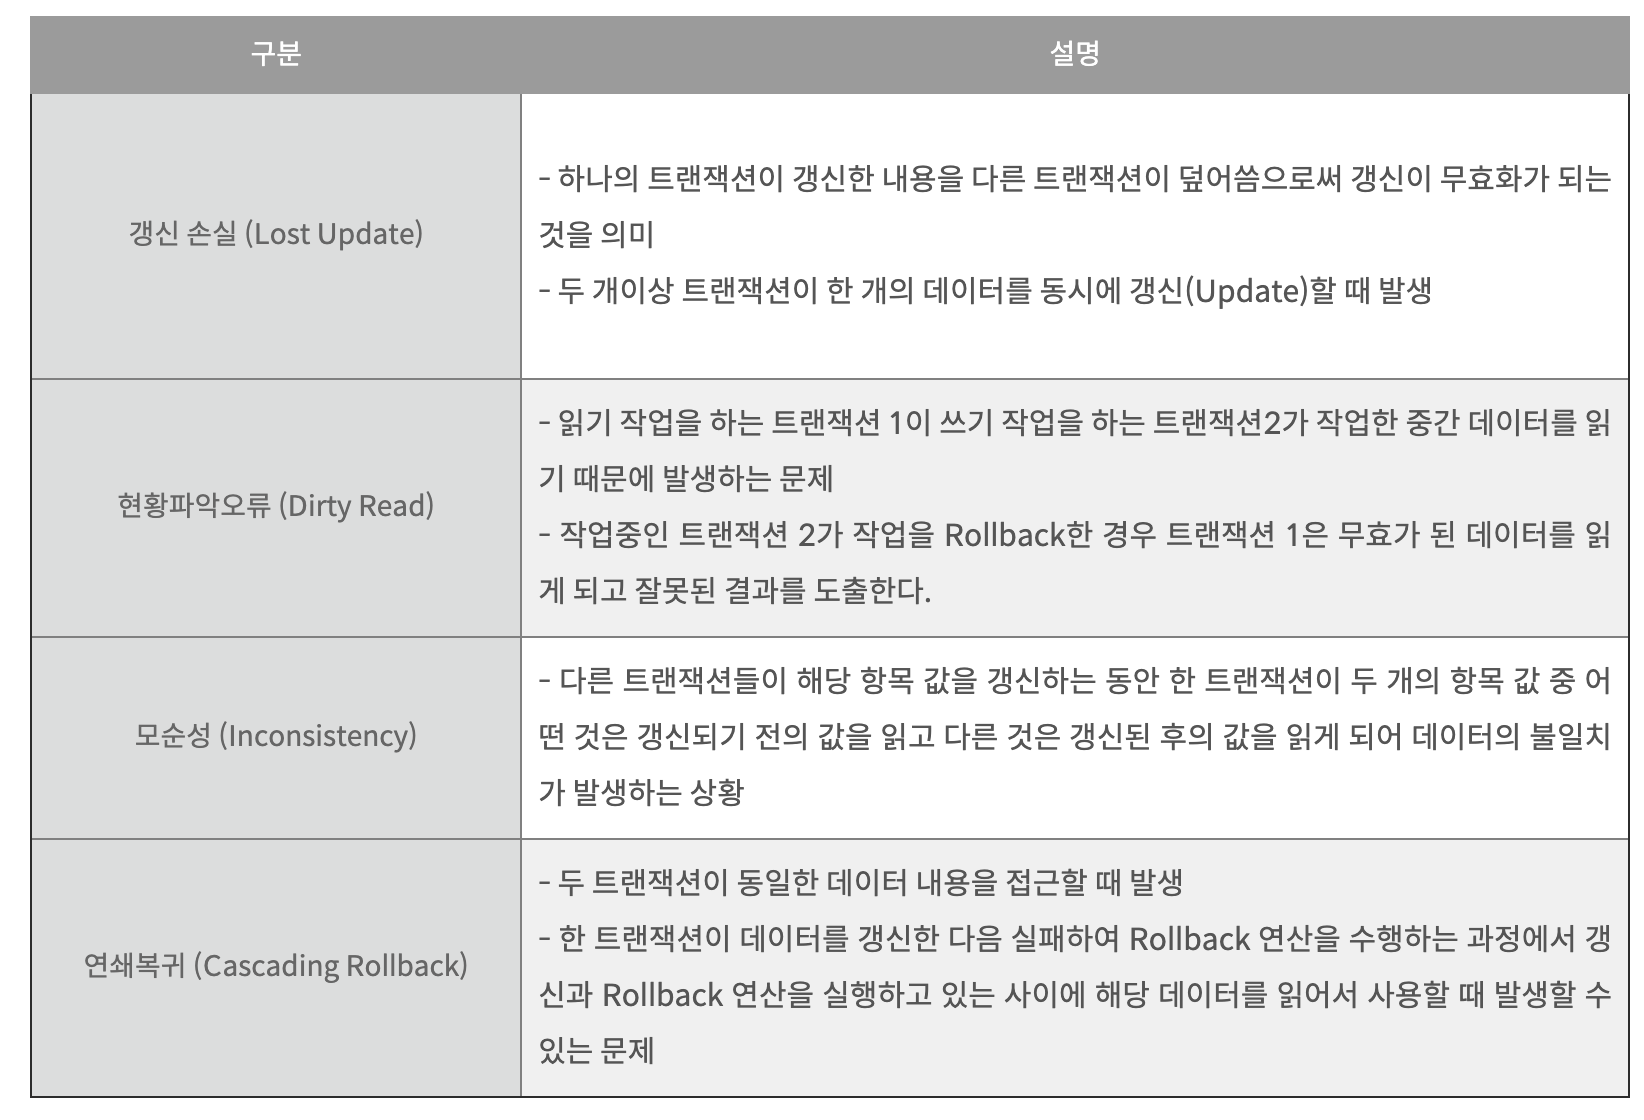 구분
설명
갱신 손실 (Lost Update)
- 하나의 트랜잭션이 갱신한 내용을 다른 트랜잭션이 덮어씀으로써 갱신이 무효화가 되는
것을 의미
- 두 개이상 트랜잭션이 한 개의 데이터를 동시에 갱신(Update)할 때 발생
현황파악오류 (Dirty Read)
- 읽기 작업을 하는 트랜잭션 1이 쓰기 작업을 하는 트랜잭션2가 작업한 중간 데이터를 읽
기 때문에 발생하는 문제
- 작업중인 트랜잭션 2가 작업을 Rollback한 경우 트랜잭션 1은 무효가 된 데이터를 읽
게 되고 잘못된 결과를 도출한다.
모순성 (Inconsistency)
- 다른 트랜잭션들이 해당 항목 값을 갱신하는 동안 한 트랜잭션이 두 개의 항목 값 중 어
떤 것은 갱신되기 전의 값을 읽고 다른 것은 갱신된 후의 값을 읽게 되어 데이터의 불일치
가 발생하는 상황
연쇄복귀 (Cascading Rollback)
- 두 트랜잭션이 동일한 데이터 내용을 접근할 때 발생
- 한 트랜잭션이 데이터를 갱신한 다음 실패하여 Rollback 연산을 수행하는 과정에서 갱
신과 Rollback 연산을 실행하고 있는 사이에 해당 데이터를 읽어서 사용할 때 발생할 수
있는 문제